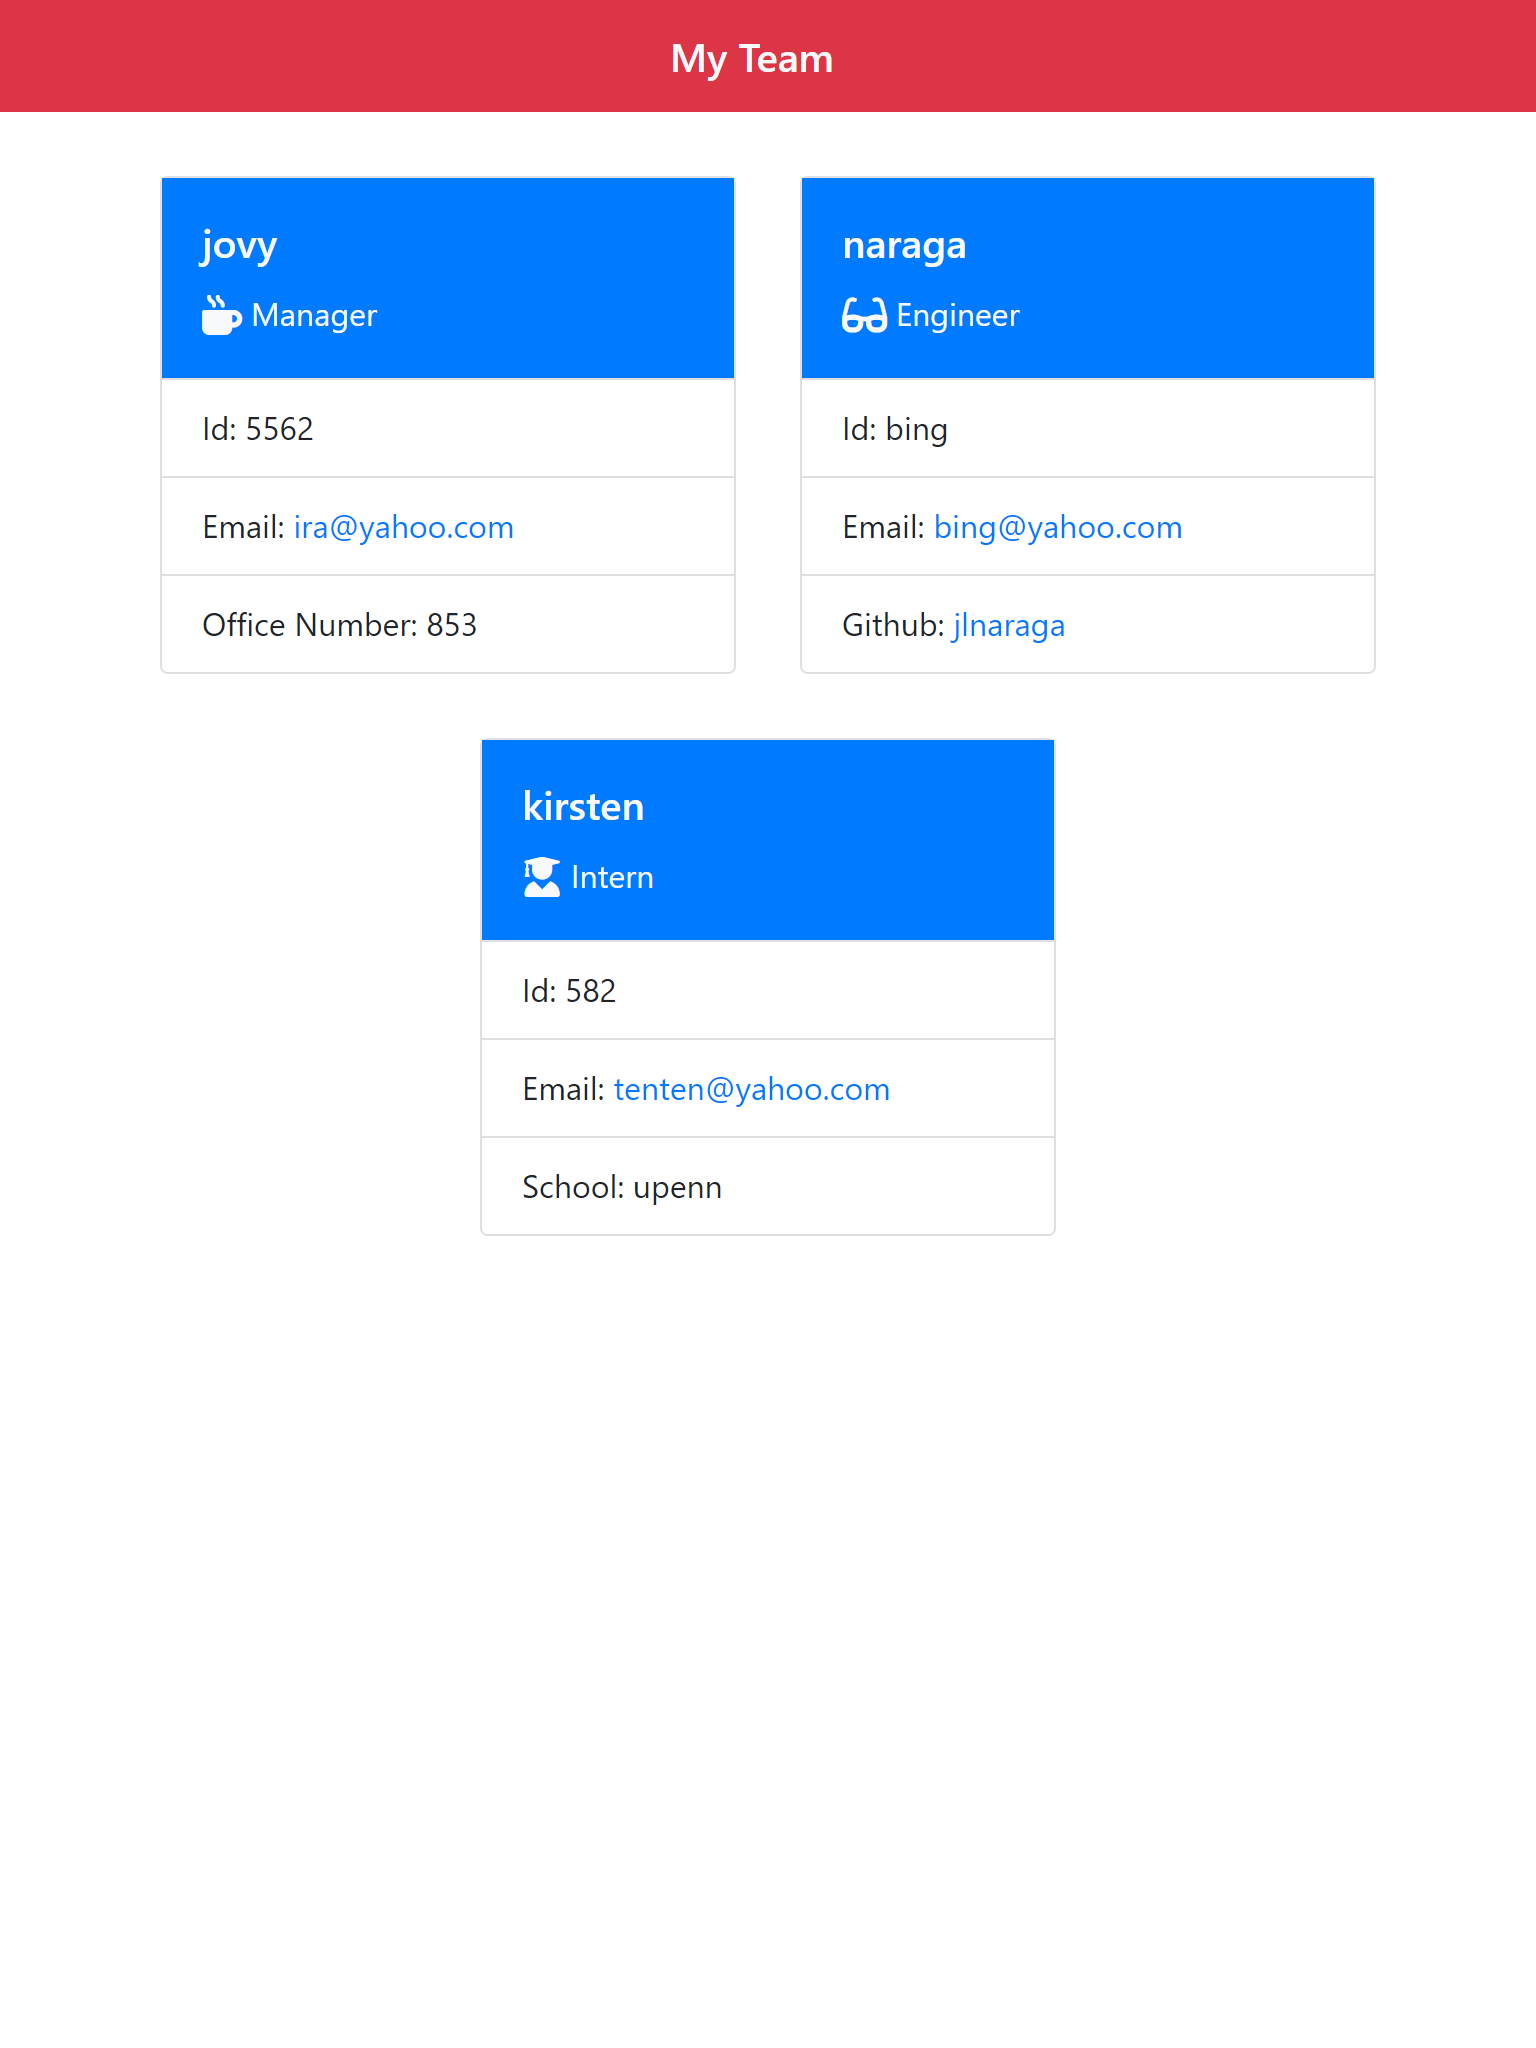 My Team
jovy
Manager
Id: 5562
Email: ira@yahoo.com
Office Number: 853
naraga
Engineer
Id: bing
Email: bing@yahoo.com
Github: jlnaraga
kirsten
Intern
Id: 582
Email: tenten@yahoo.com
School: upenn